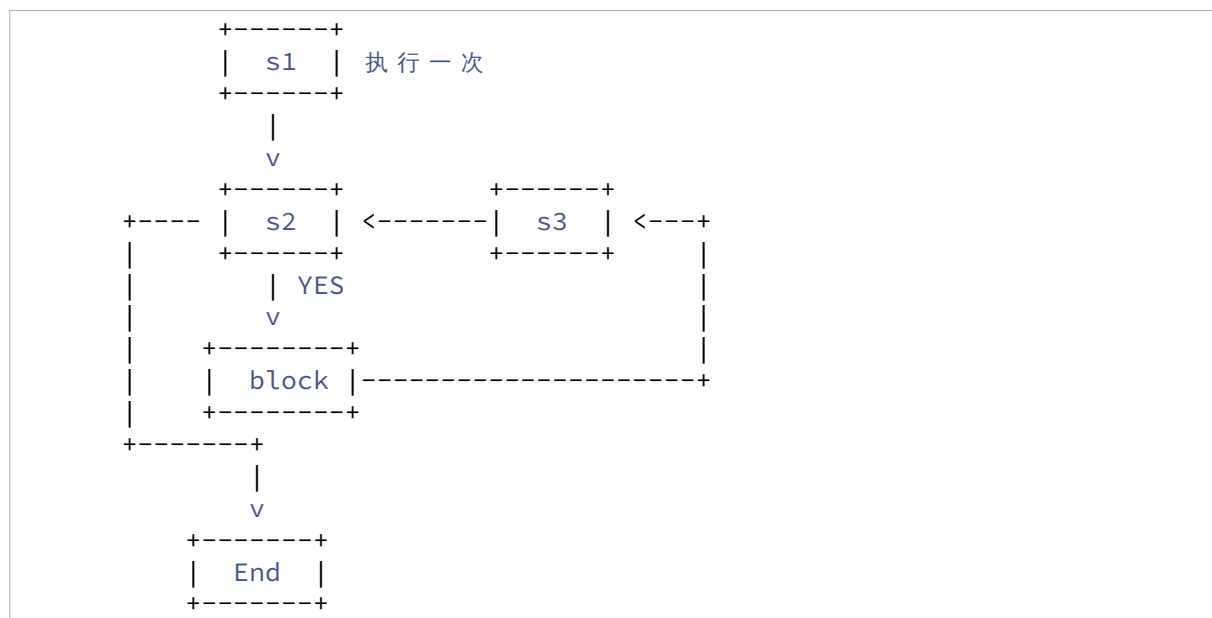 s1 执行一次
v
s2 <-------| s3 | <---+
YES
v
block
v
End